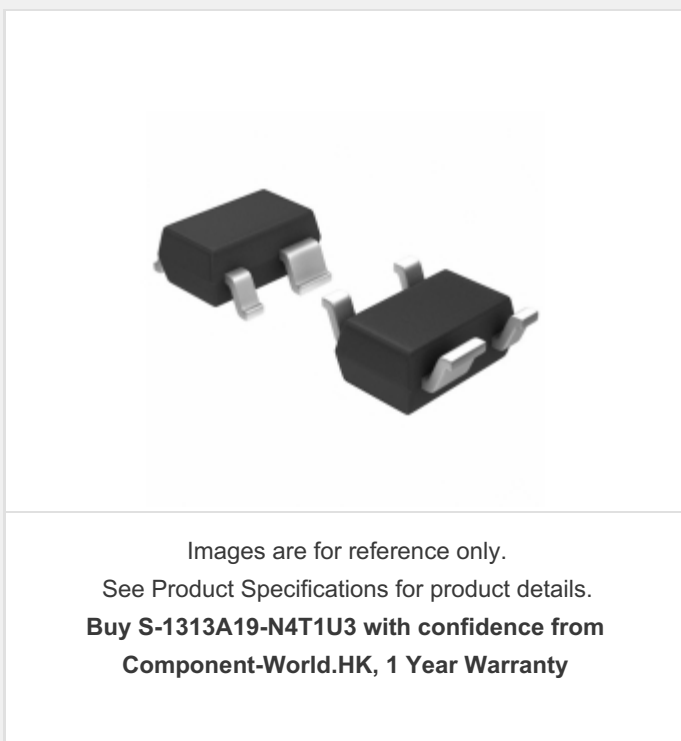 Images are for reference only.
See Product Specifications for product details.
Buy S-1313A19-N4T1U3 with confidence from
Component-World.HK, 1 Year Warranty